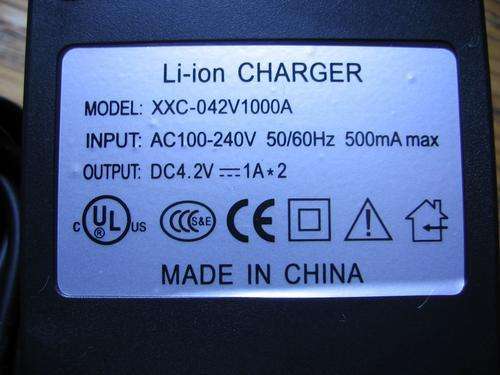 Li-ion CHARGER
MODEL: XXC-042V1000A
INPUT: AC100-240V 50/60Hz 500mA max
OUTPUT: DC4.2V⎓1A*2
C UL ® US CCC S&E CE
MADE IN CHINA